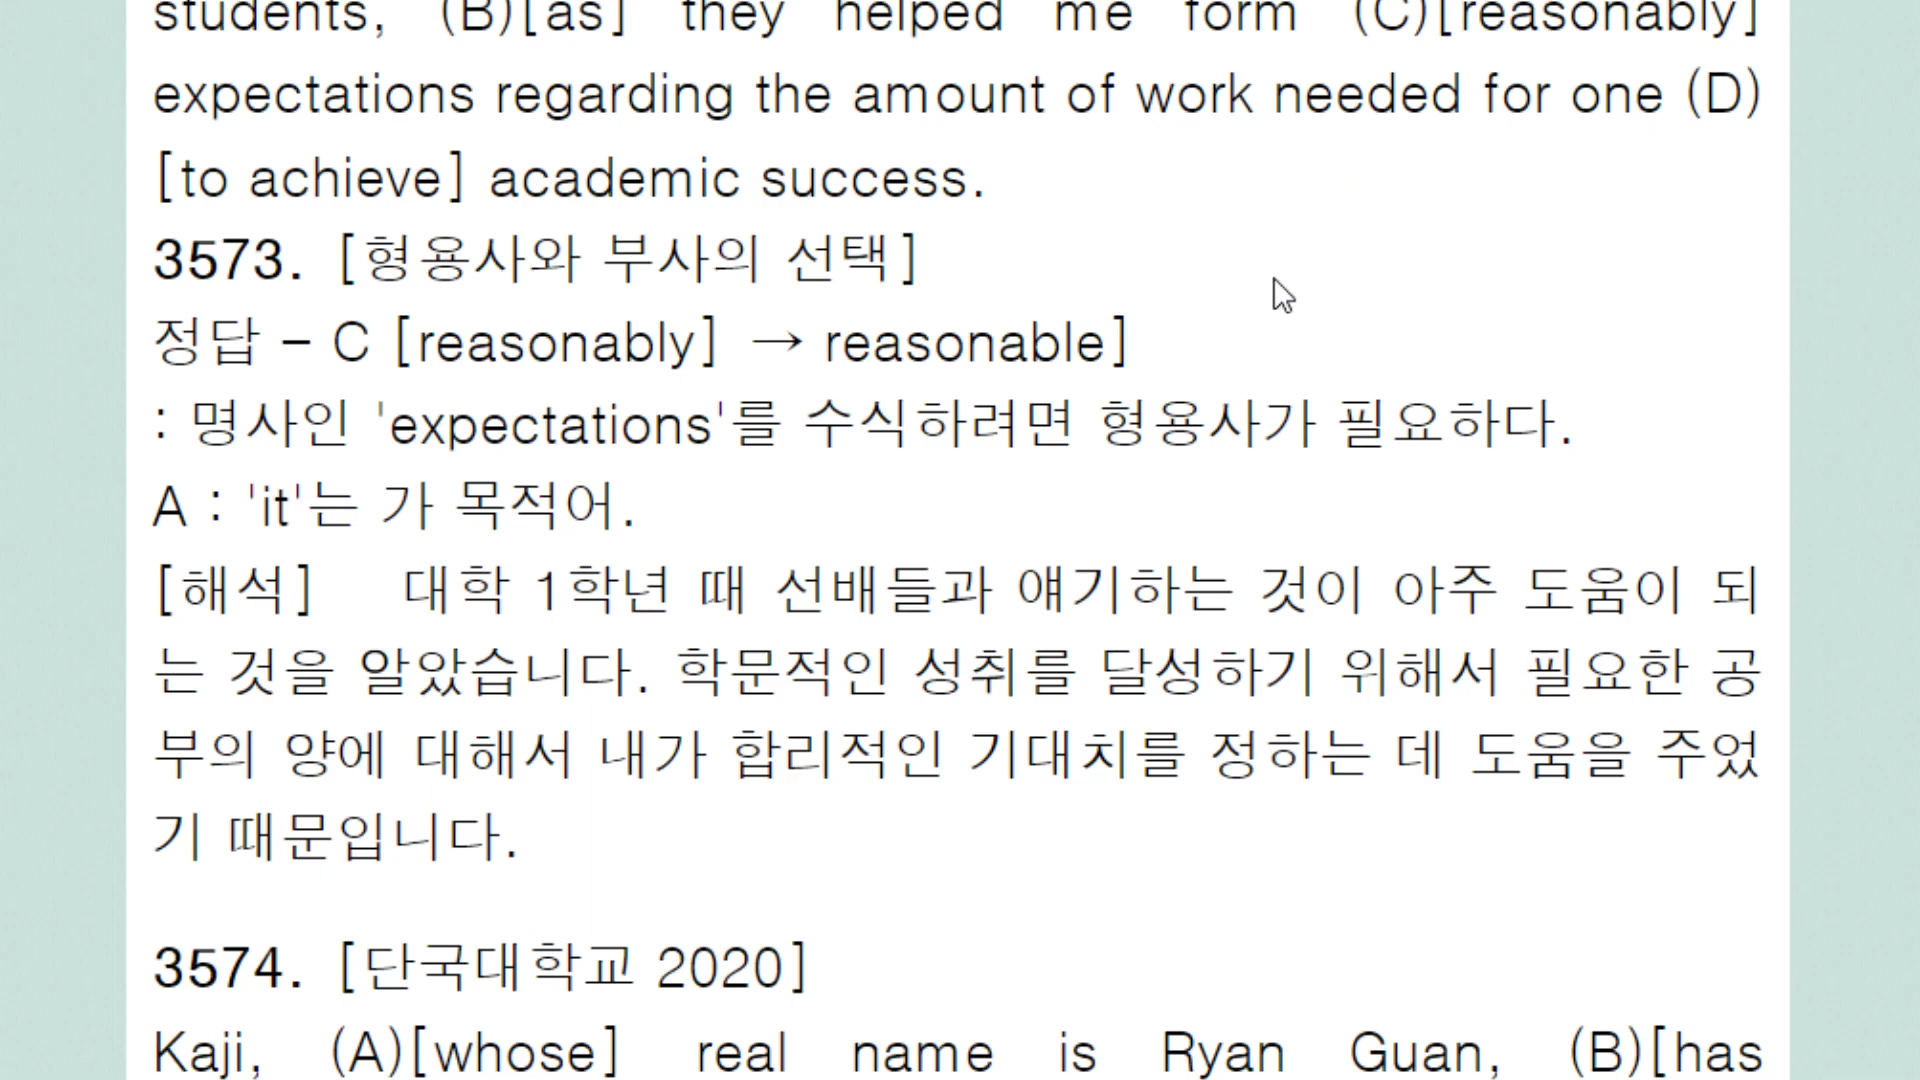 students, (B)[as] they helped me form (C)[reasonably]
expectations regarding the amount of work needed for one (D)
[to achieve] academic success.
3573. [형용사와 부사의 선택]
정답 – C [reasonably] → reasonable]
: 명사인 'expectations'를 수식하려면 형용사가 필요하다.
A : 'it'는 가 목적어.
[해석] 대학 1학년 때 선배들과 얘기하는 것이 아주 도움이 되
는 것을 알았습니다. 학문적인 성취를 달성하기 위해서 필요한 공
부의 양에 대해서 내가 합리적인 기대치를 정하는 데 도움을 주었
기 때문입니다.
3574. [단국대학교 2020]
Kaji, (A)[whose] real name is Ryan Guan, (B)[has